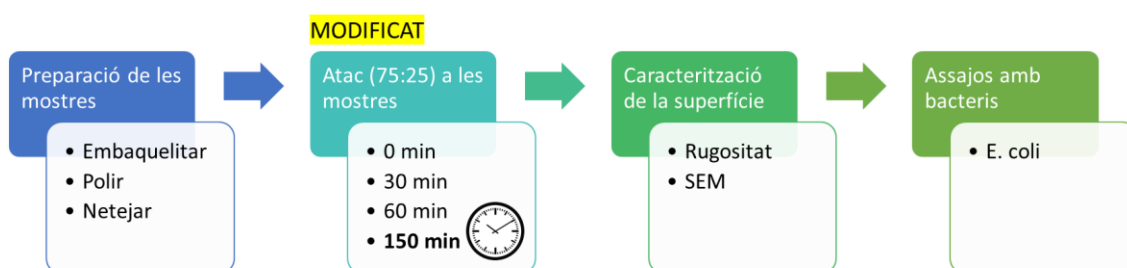 MODIFICAT
Preparació de les
mostres
• Embaquelitar
• Polir
• Netejar
Atac (75:25) a les
mostres
• 0 min
• 30 min
• 60 min
• 150 min
Caracterització
de la superfície
• Rugositat
• SEM
Assajos amb
bacteris
• E. coli